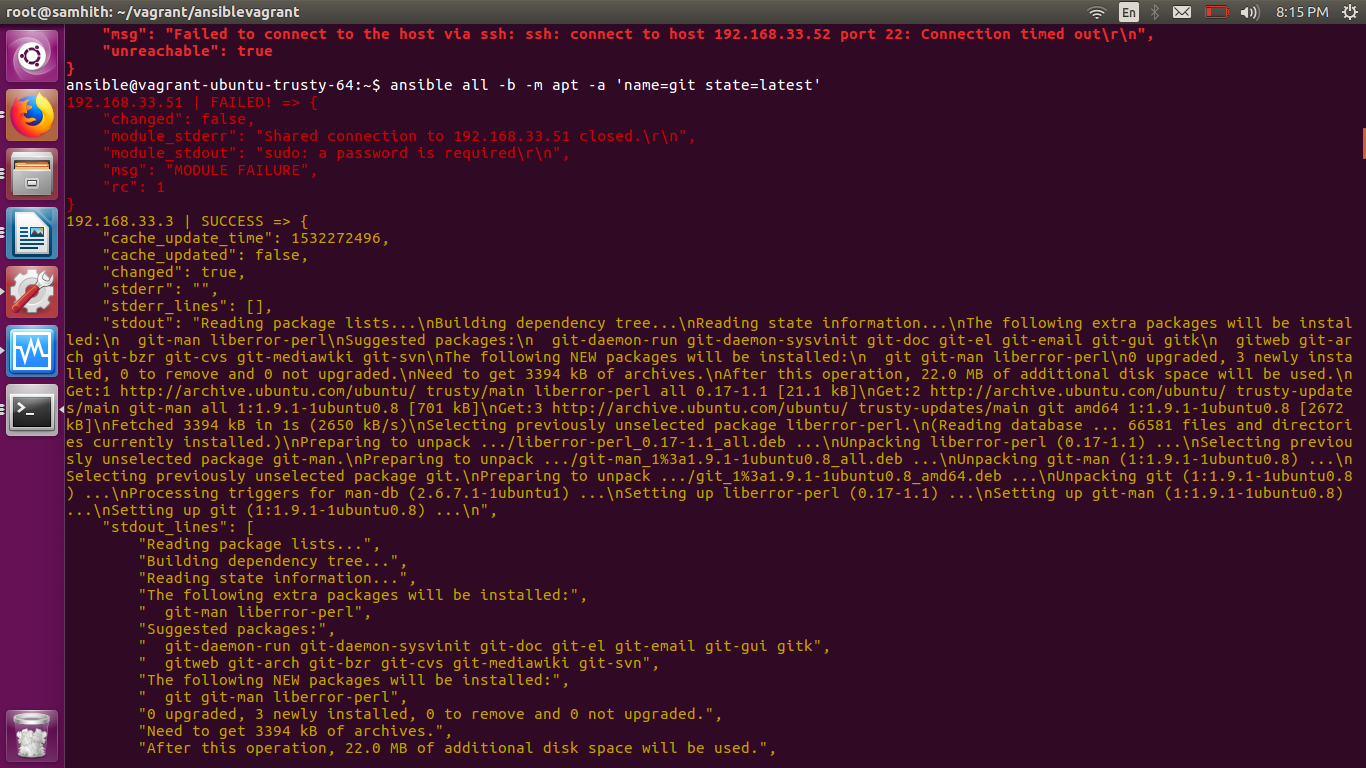 root@samhith: ~/vagrant/ansiblevagrant
En
8:15 PM
    "msg": "Failed to connect to the host via ssh: ssh: connect to host 192.168.33.52 port 22: Connection timed out\r\n",
    "unreachable": true
}
ansible@vagrant-ubuntu-trusty-64:~$ ansible all -b -m apt -a 'name=git state=latest'
192.168.33.51 | FAILED! => {
    "changed": false,
    "module_stderr": "Shared connection to 192.168.33.51 closed.\r\n",
    "module_stdout": "sudo: a password is required\r\n",
    "msg": "MODULE FAILURE",
    "rc": 1
}
192.168.33.3 | SUCCESS => {
    "cache_update_time": 1532272496,
    "cache_updated": false,
    "changed": true,
    "stderr": "",
    "stderr_lines": [],
    "stdout": "Reading package lists...\nBuilding dependency tree...\nReading state information...\nThe following extra packages will be instal
led:\n  git-man liberror-perl\nSuggested packages:\n  git-daemon-run git-daemon-sysvinit git-doc git-el git-email git-gui gitk\n  gitweb git-ar
ch git-bzr git-cvs git-mediawiki git-svn\nThe following NEW packages will be installed:\n  git git-man liberror-perl\n0 upgraded, 3 newly insta
lled, 0 to remove and 0 not upgraded.\nNeed to get 3394 kB of archives.\nAfter this operation, 22.0 MB of additional disk space will be used.\n
Get:1 http://archive.ubuntu.com/ubuntu/ trusty/main liberror-perl all 0.17-1.1 [21.1 kB]\nGet:2 http://archive.ubuntu.com/ubuntu/ trusty-update
s/main git-man all 1:1.9.1-1ubuntu0.8 [701 kB]\nGet:3 http://archive.ubuntu.com/ubuntu/ trusty-updates/main git amd64 1:1.9.1-1ubuntu0.8 [2672 
kB]\nFetched 3394 kB in 1s (2650 kB/s)\nSelecting previously unselected package liberror-perl.\n(Reading database ... 66581 files and directori
es currently installed.)\nPreparing to unpack .../liberror-perl_0.17-1.1_all.deb ...\nUnpacking liberror-perl (0.17-1.1) ...\nSelecting previou
sly unselected package git-man.\nPreparing to unpack .../git-man_1%3a1.9.1-1ubuntu0.8_all.deb ...\nUnpacking git-man (1:1.9.1-1ubuntu0.8) ...\n
Selecting previously unselected package git.\nPreparing to unpack .../git_1%3a1.9.1-1ubuntu0.8_amd64.deb ...\nUnpacking git (1:1.9.1-1ubuntu0.8
) ...\nProcessing triggers for man-db (2.6.7.1-1ubuntu1) ...\nSetting up liberror-perl (0.17-1.1) ...\nSetting up git-man (1:1.9.1-1ubuntu0.8) 
...\nSetting up git (1:1.9.1-1ubuntu0.8) ...\n",
    "stdout_lines": [
        "Reading package lists...",
        "Building dependency tree...",
        "Reading state information...",
        "The following extra packages will be installed:",
        "  git-man liberror-perl",
        "Suggested packages:",
        "  git-daemon-run git-daemon-sysvinit git-doc git-el git-email git-gui gitk",
        "  gitweb git-arch git-bzr git-cvs git-mediawiki git-svn",
        "The following NEW packages will be installed:",
        "  git git-man liberror-perl",
        "0 upgraded, 3 newly installed, 0 to remove and 0 not upgraded.",
        "Need to get 3394 kB of archives.",
        "After this operation, 22.0 MB of additional disk space will be used.",